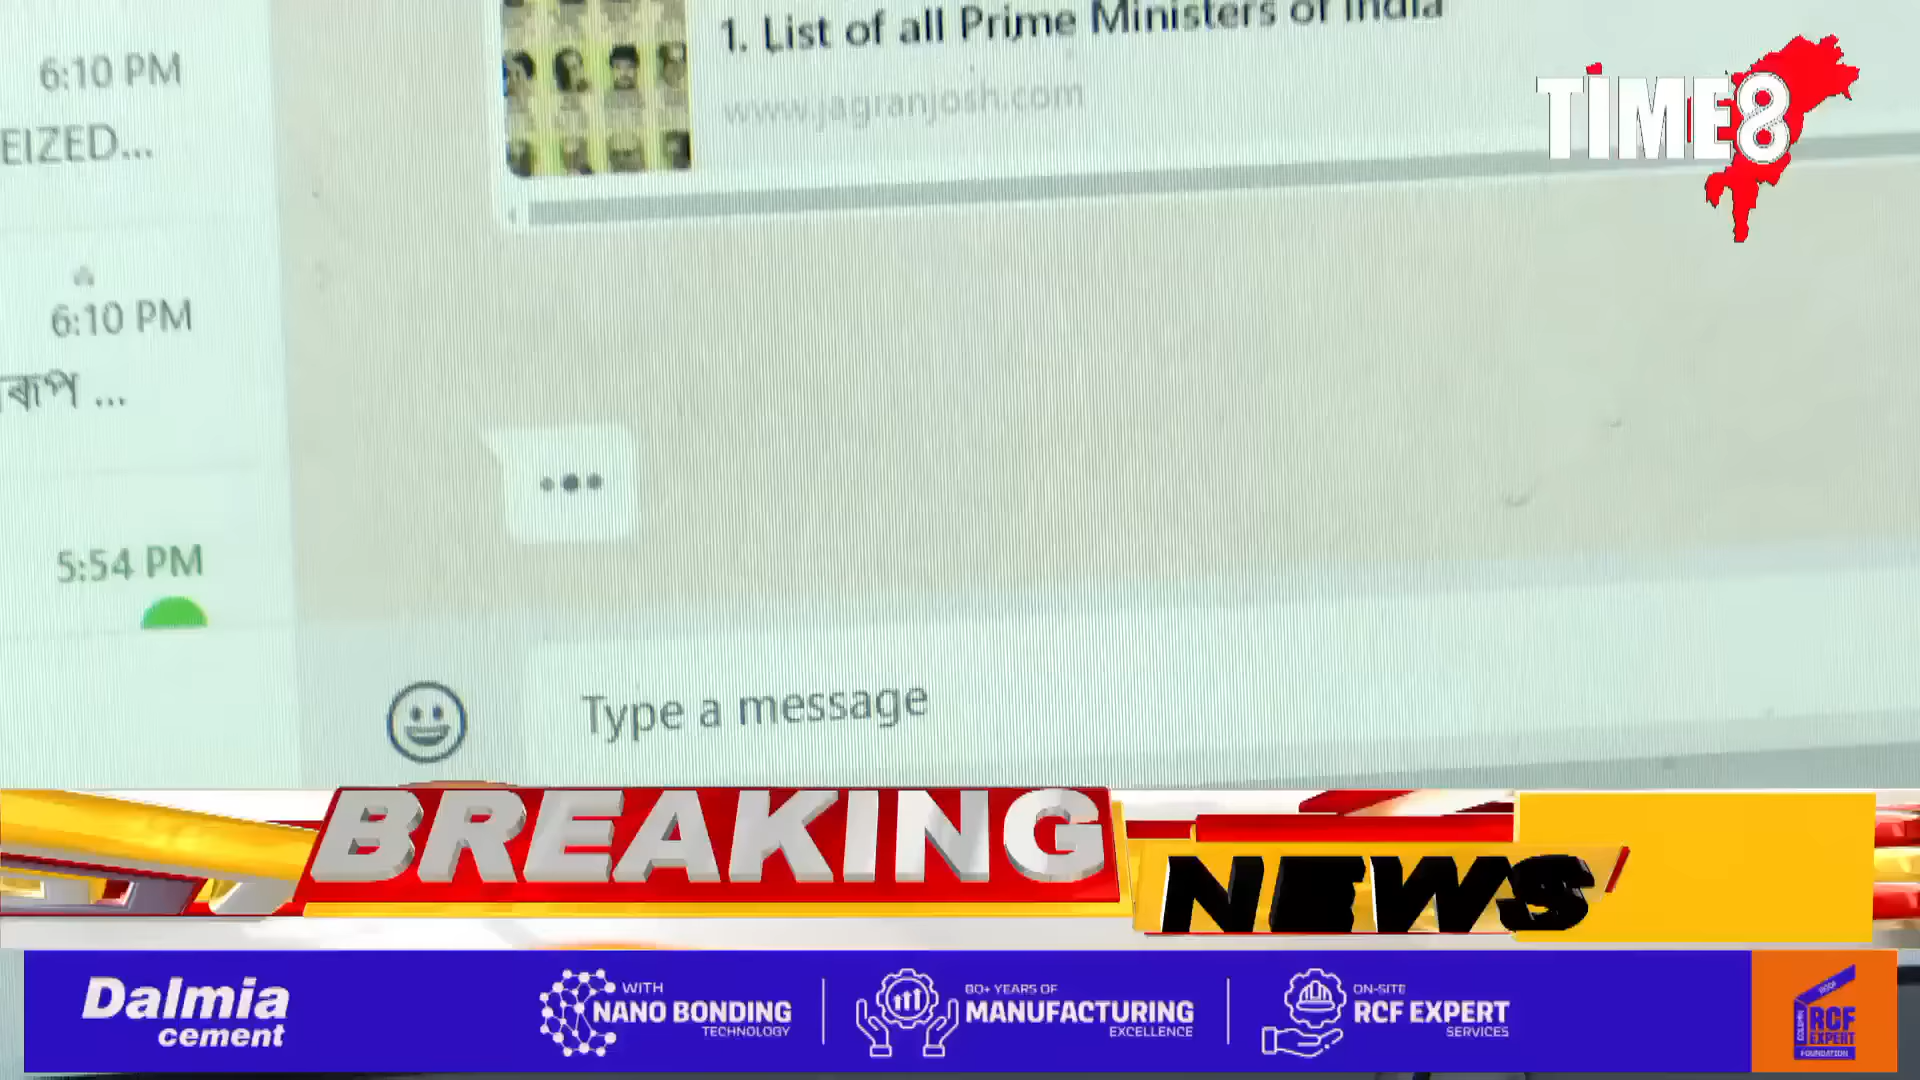 1. List of all Prime Ministers of India
www.jagranjosh.com
6:10 PM
EIZED...
6:10 PM
ৰূপ ...
5:54 PM
Type a message
TIME8
BREAKING
NEWS
Dalmia
cement
WITH
NANO BONDING
TECHNOLOGY
80+ YEARS OF
MANUFACTURING
EXCELLENCE
ON-SITE
RCF EXPERT
SERVICES
ROOF
COLUMN
RCF
EXPERT
FOUNDATION